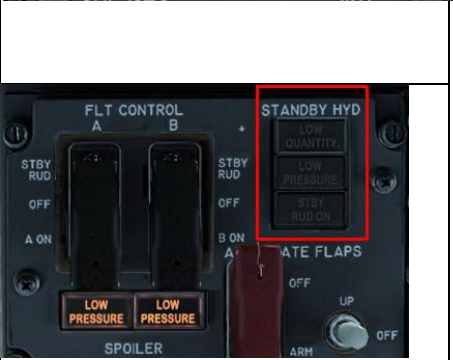 FLT CONTROL
A B
STANDBY HYD
LOW
QUANTITY
LOW
PRESSURE
STBY
RUD ON
STBY
RUD
STBY
RUD
OFF
OFF
A ON
B ON
ATE FLAPS
OFF
UP
OFF
ARM
LOW
PRESSURE
LOW
PRESSURE
SPOILER